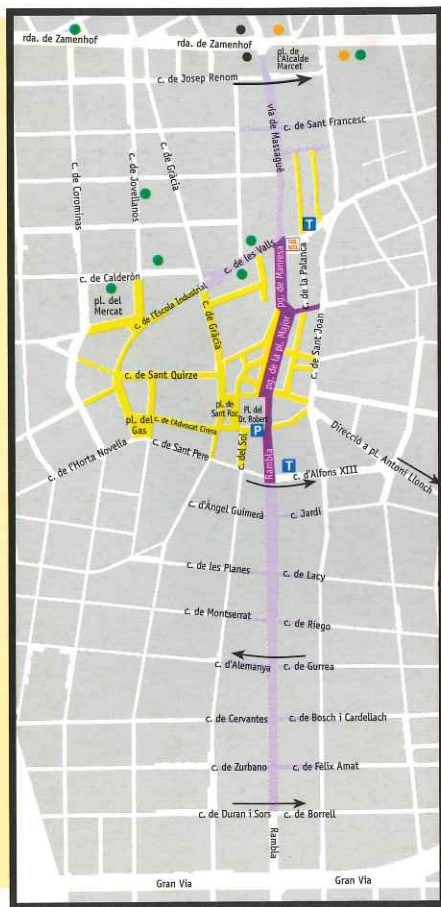 rda. de Zamenhof
rda. de Zamenhof
pl. de
l'Alcalde
Marcet
c. de Josep Renom
via de Massagué
c. de Sant Francesc
c. de Gràcia
c. de Jovellanos
c. de Coromines
T
c. de les Valls
pg. de Manresa
c. de la Palanca
c. de Calderón
pl. del
Mercat
c. de l'Escola Industrial
c. de Gràcia
pg. de la pl. Major
c. de Sant Joan
c. de Sant Quirze
pl. de
Sant Roc
Pl. del
Dr. Robert
pl. del
Gas
c. de l'Advocat Cirera
P
c. del Sol
Rambla
T
Direcció a pl. Antoni Llonch
c. de l'Horta Novella
c. de Sant Pere
c. d'Alfons XIII
c. d'Àngel Guimerà
c. Jardí
c. de les Planes
c. de Lacy
c. de Montserrat
c. de Riego
c. d'Alemanya
c. de Gurrea
c. de Cervantes
c. de Bosch i Cardellach
c. de Zurbano
c. de Fèlix Amat
c. de Duran i Sors
c. de Borrell
Rambla
Gran Via
Gran Via